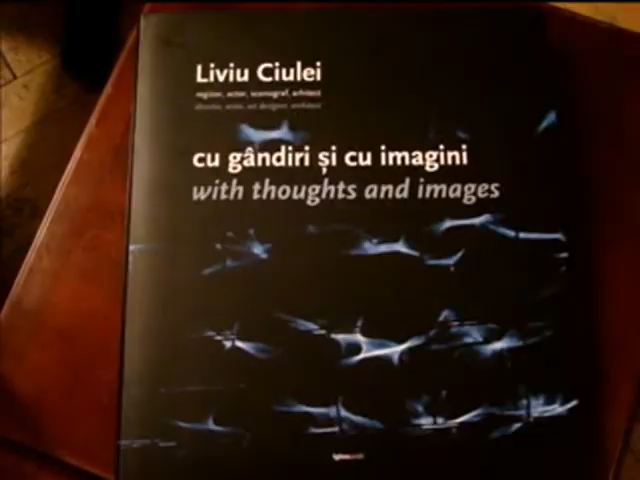 Liviu Ciulei
regizor, actor, scenograf, arhitect
director, actor, set designer, architect
cu gândiri și cu imagini
with thoughts and images